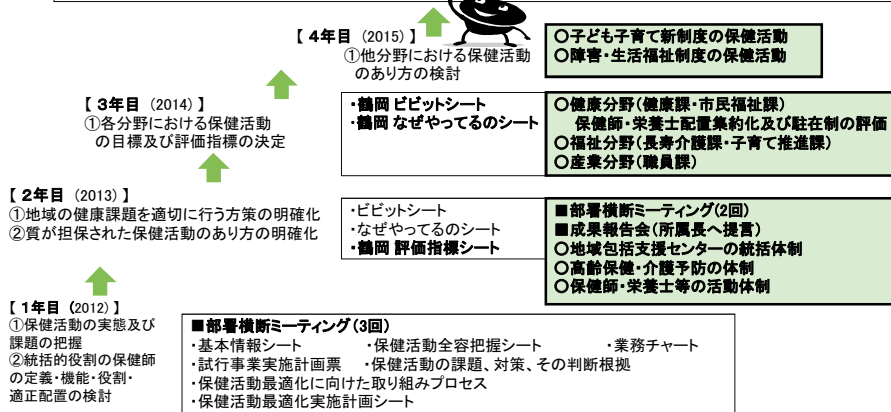 【 4年目 (2015) 】
①他分野における保健活動
のあり方の検討
○子ども子育て新制度の保健活動
○障害・生活福祉制度の保健活動
【 3年目 (2014) 】
①各分野における保健活動
の目標及び評価指標の決定
・鶴岡 ビビットシート
・鶴岡 なぜやってるのシート
○健康分野(健康課・市民福祉課)
保健師・栄養士配置集約化及び駐在制の評価
○福祉分野(長寿介護課・子育て推進課)
○産業分野(職員課)
【 2年目 (2013) 】
①地域の健康課題を適切に行う方策の明確化
②質が担保された保健活動のあり方の明確化
・ビビットシート
・なぜやってるのシート
・鶴岡 評価指標シート
■部署横断ミーティング(2回)
■成果報告会(所属長へ提言)
○地域包括支援センターの統括体制
○高齢保健・介護予防の体制
○保健師・栄養士等の活動体制
【 1年目 (2012) 】
①保健活動の実態及び
課題の把握
②統括的役割の保健師
の定義・機能・役割・
適正配置の検討
■部署横断ミーティング(3回)
・基本情報シート ・保健活動全容把握シート ・業務チャート
・試行事業実施計画票 ・保健活動の課題、対策、その判断根拠
・保健活動最適化に向けた取り組みプロセス
・保健活動最適化実施計画シート